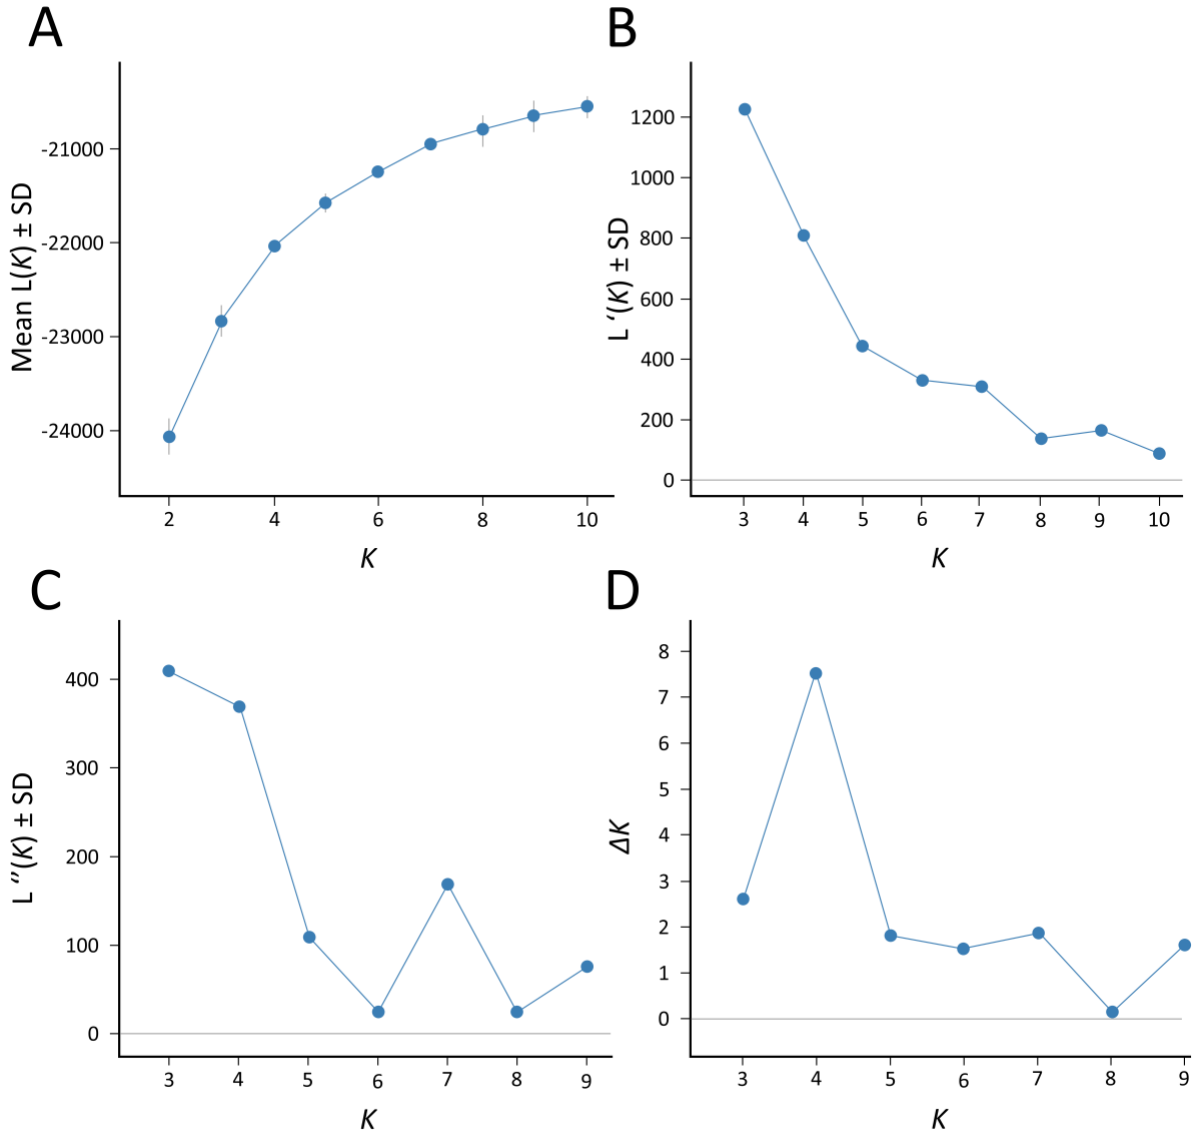 A
Mean L(K) ± SD
-21000
-22000
-23000
-24000
2 4 6 8 10
K
B
L ‘(K) ± SD
1200
1000
800
600
400
200
0
3 4 5 6 7 8 9 10
K
C
L ‘’(K) ± SD
400
300
200
100
0
3 4 5 6 7 8 9
K
D
ΔK
8
7
6
5
4
3
2
1
0
3 4 5 6 7 8 9
K